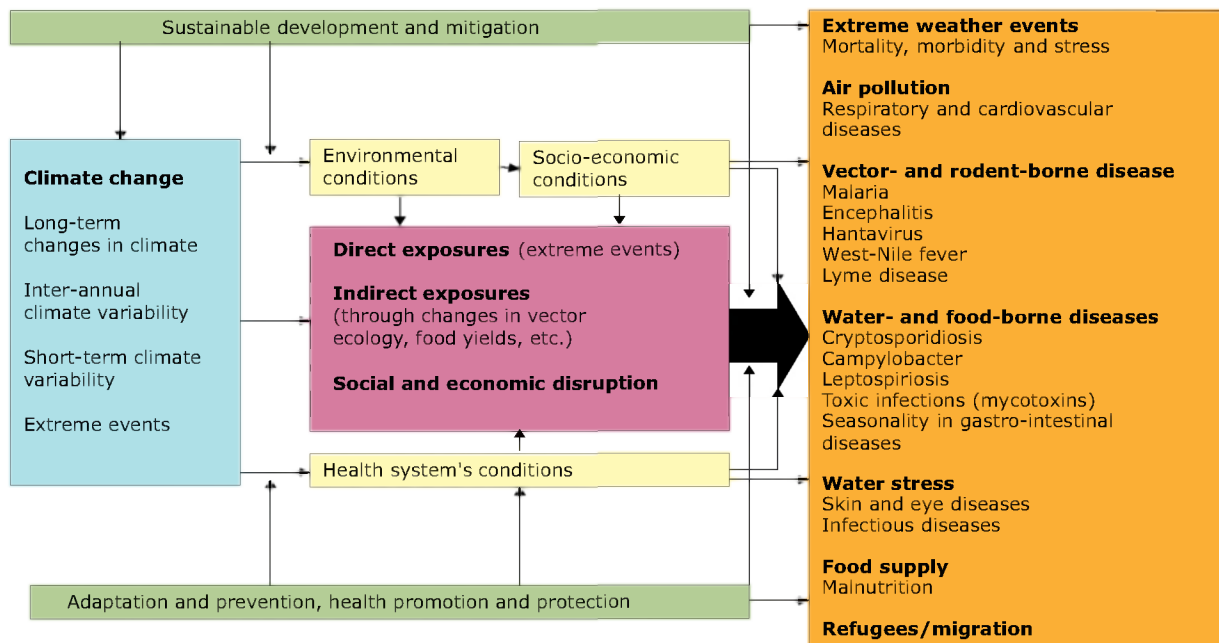 Sustainable development and mitigation
Climate change
Long-term
changes in climate
Inter-annual
climate variability
Short-term climate
variability
Extreme events
Environmental
conditions
Socio-economic
conditions
Direct exposures (extreme events)
Indirect exposures
(through changes in vector
ecology, food yields, etc.)
Social and economic disruption
Health system's conditions
Adaptation and prevention, health promotion and protection
Extreme weather events
Mortality, morbidity and stress
Air pollution
Respiratory and cardiovascular
diseases
Vector- and rodent-borne disease
Malaria
Encephalitis
Hantavirus
West-Nile fever
Lyme disease
Water- and food-borne diseases
Cryptosporidiosis
Campylobacter
Leptospiriosis
Toxic infections (mycotoxins)
Seasonality in gastro-intestinal
diseases
Water stress
Skin and eye diseases
Infectious diseases
Food supply
Malnutrition
Refugees/migration